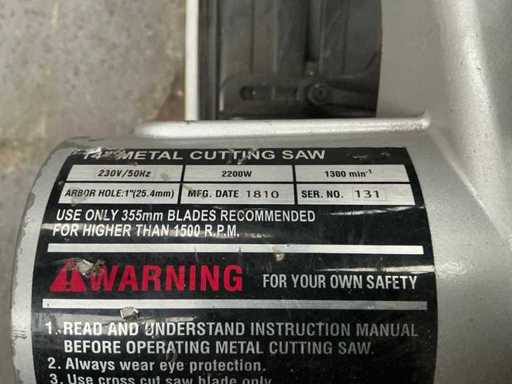 14" METAL CUTTING SAW
230V/50Hz 2200W 1300 min⁻¹
ARBOR HOLE:1"(25.4mm) MFG. DATE 1810 SER. NO. 131
USE ONLY 355mm BLADES RECOMMENDED
FOR HIGHER THAN 1500 R.P.M.
WARNING FOR YOUR OWN SAFETY
1. READ AND UNDERSTAND INSTRUCTION MANUAL
BEFORE OPERATING METAL CUTTING SAW.
2. Always wear eye protection.
3. Use cross cut saw blade only